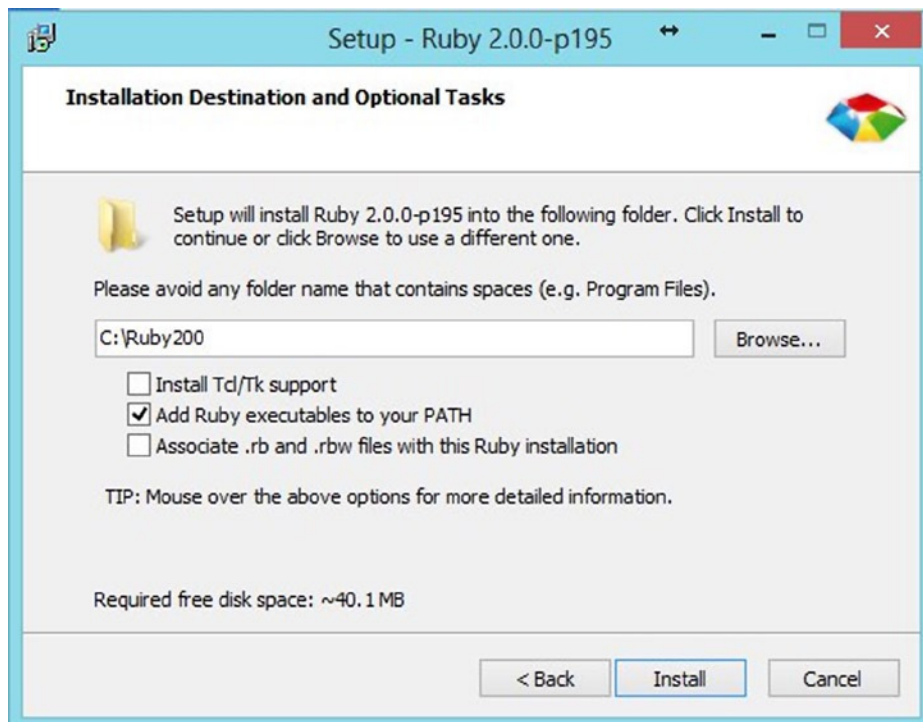 Setup - Ruby 2.0.0-p195
Installation Destination and Optional Tasks
Setup will install Ruby 2.0.0-p195 into the following folder. Click Install to
continue or click Browse to use a different one.
Please avoid any folder name that contains spaces (e.g. Program Files).
C:\Ruby200
Browse...
Install Tcl/Tk support
Add Ruby executables to your PATH
Associate .rb and .rbw files with this Ruby installation
TIP: Mouse over the above options for more detailed information.
Required free disk space: ~40.1 MB
< Back
Install
Cancel